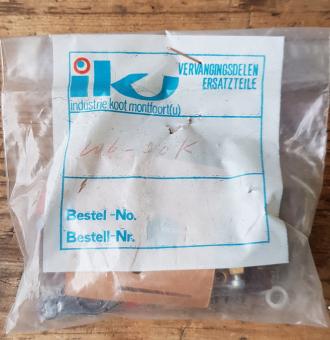 iku
VERVANGINGSDELEN
ERSATZTEILE
industrie koot montfoort(u)
Bestel-No.
Bestell-Nr.